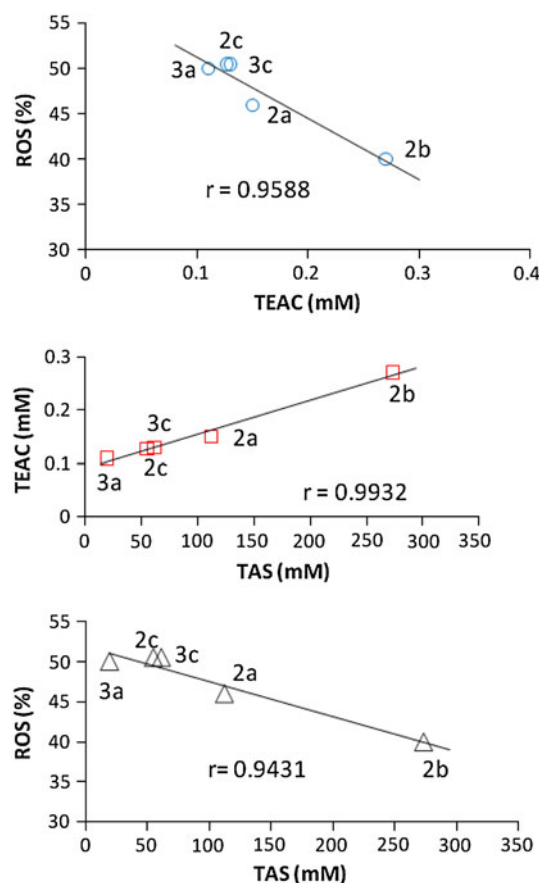 55
50
45
40
35
30
ROS (%)
2c
3a
3c
2a
2b
r = 0.9588
0
0.1
0.2
0.3
0.4
TEAC (mM)
0.3
0.2
0.1
0
TEAC (mM)
3c
2b
2a
3a
2c
r = 0.9932
0
50
100
150
200
250
300
350
TAS (mM)
55
50
45
40
35
30
ROS (%)
2c
3c
2a
3a
2b
r= 0.9431
0
50
100
150
200
250
300
350
TAS (mM)